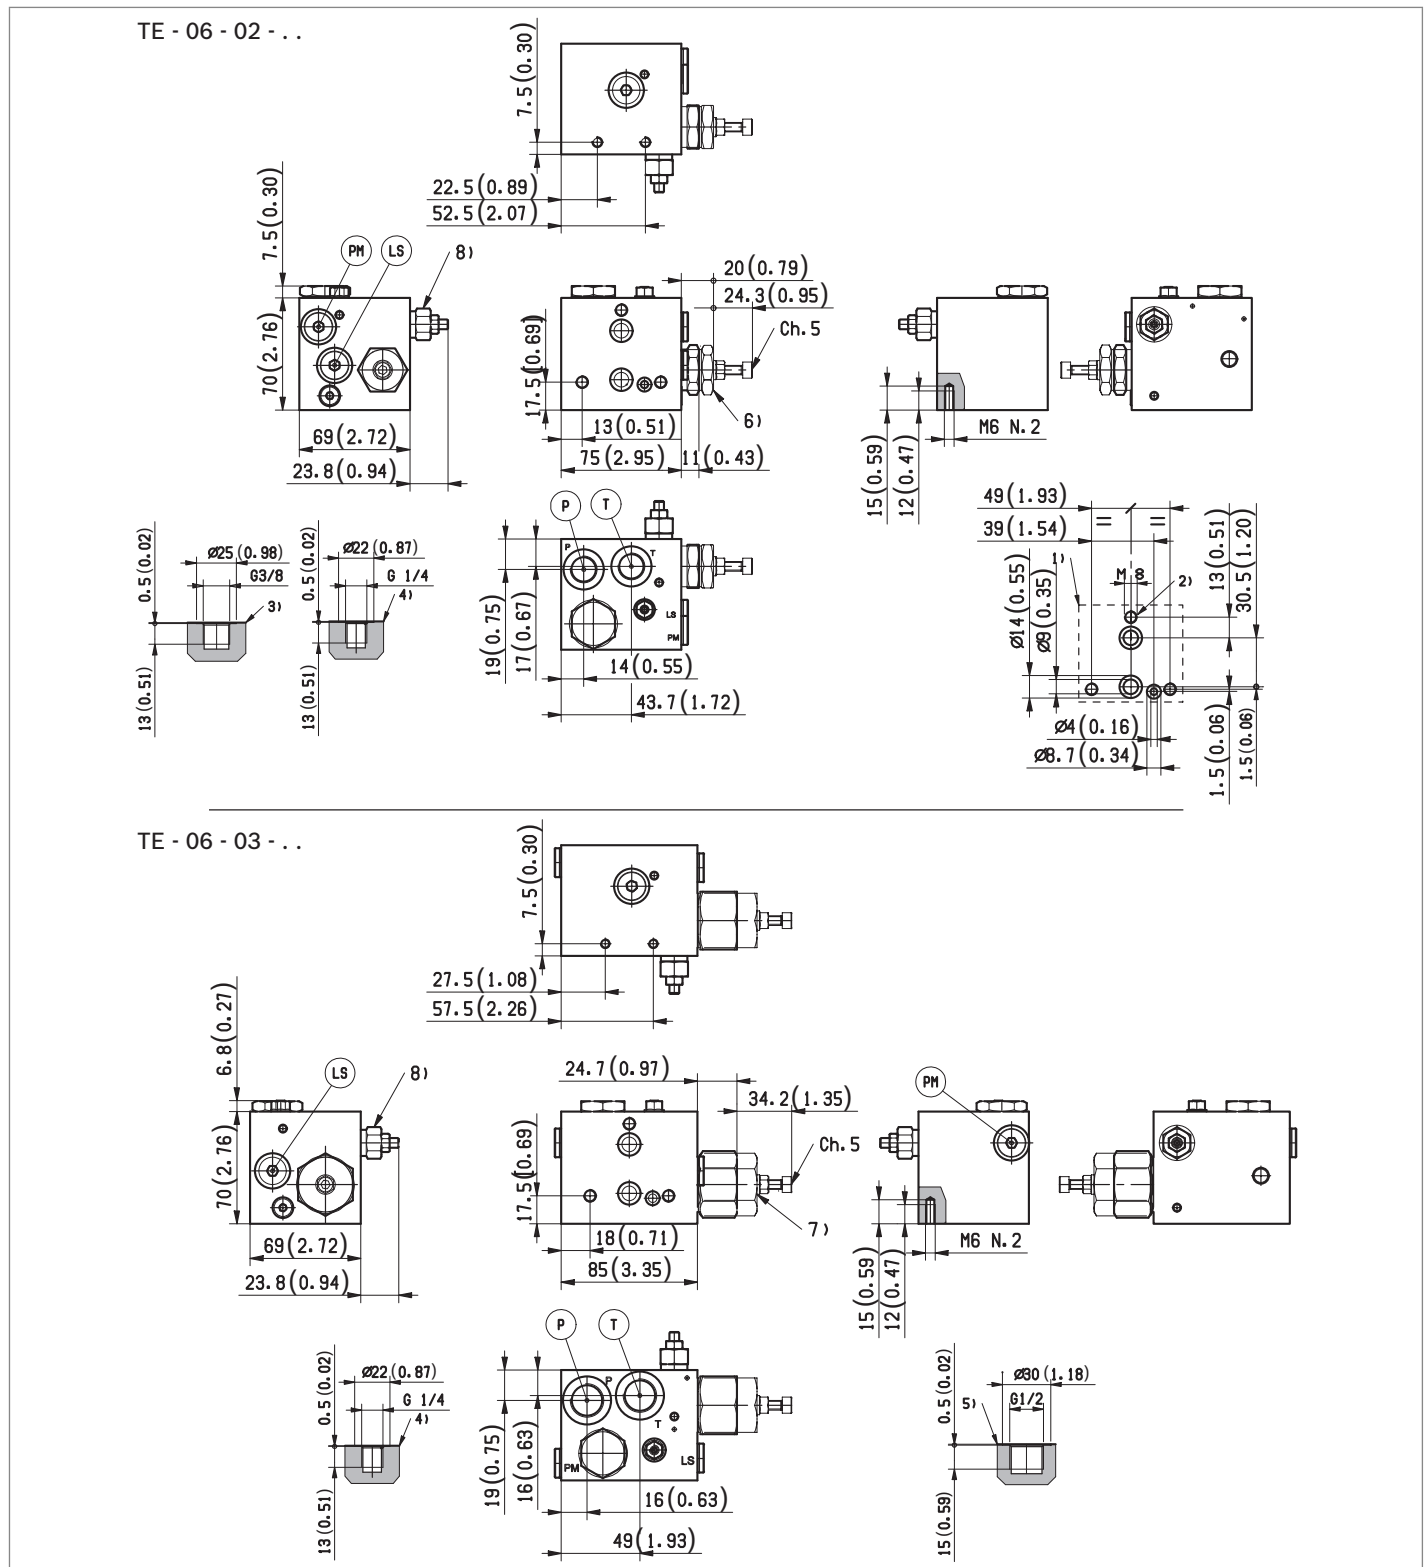 TE - 06 - 02 - . .
7.5(0.30)
22.5(0.89)
52.5(2.07)
7.5(0.30)
PM
LS
8)
70(2.76)
69(2.72)
23.8(0.94)
20(0.79)
24.3(0.95)
Ch.5
17.5(0.69)
6)
13(0.51)
75(2.95)
11(0.43)
15(0.59)
12(0.47)
M6 N.2
0.5(0.02)
Ø25(0.98)
G3/8
3)
13(0.51)
0.5(0.02)
Ø22(0.87)
G 1/4
4)
13(0.51)
P
T
P
T
LS
PM
19(0.75)
17(0.67)
14(0.55)
43.7(1.72)
49(1.93)
39(1.54)
1)
M 8
2)
13(0.51)
30.5(1.20)
Ø14(0.55)
Ø9(0.35)
Ø4(0.16)
Ø8.7(0.34)
1.5(0.06)
1.5(0.06)
TE - 06 - 03 - . .
7.5(0.30)
27.5(1.08)
57.5(2.26)
6.8(0.27)
LS
8)
70(2.76)
69(2.72)
23.8(0.94)
24.7(0.97)
34.2(1.35)
Ch.5
17.5(0.69)
7)
18(0.71)
85(3.35)
PM
15(0.59)
12(0.47)
M6 N.2
0.5(0.02)
Ø22(0.87)
G 1/4
4)
13(0.51)
P
T
P
T
PM
LS
19(0.75)
16(0.63)
16(0.63)
49(1.93)
0.5(0.02)
Ø30(1.18)
G1/2
5)
15(0.59)